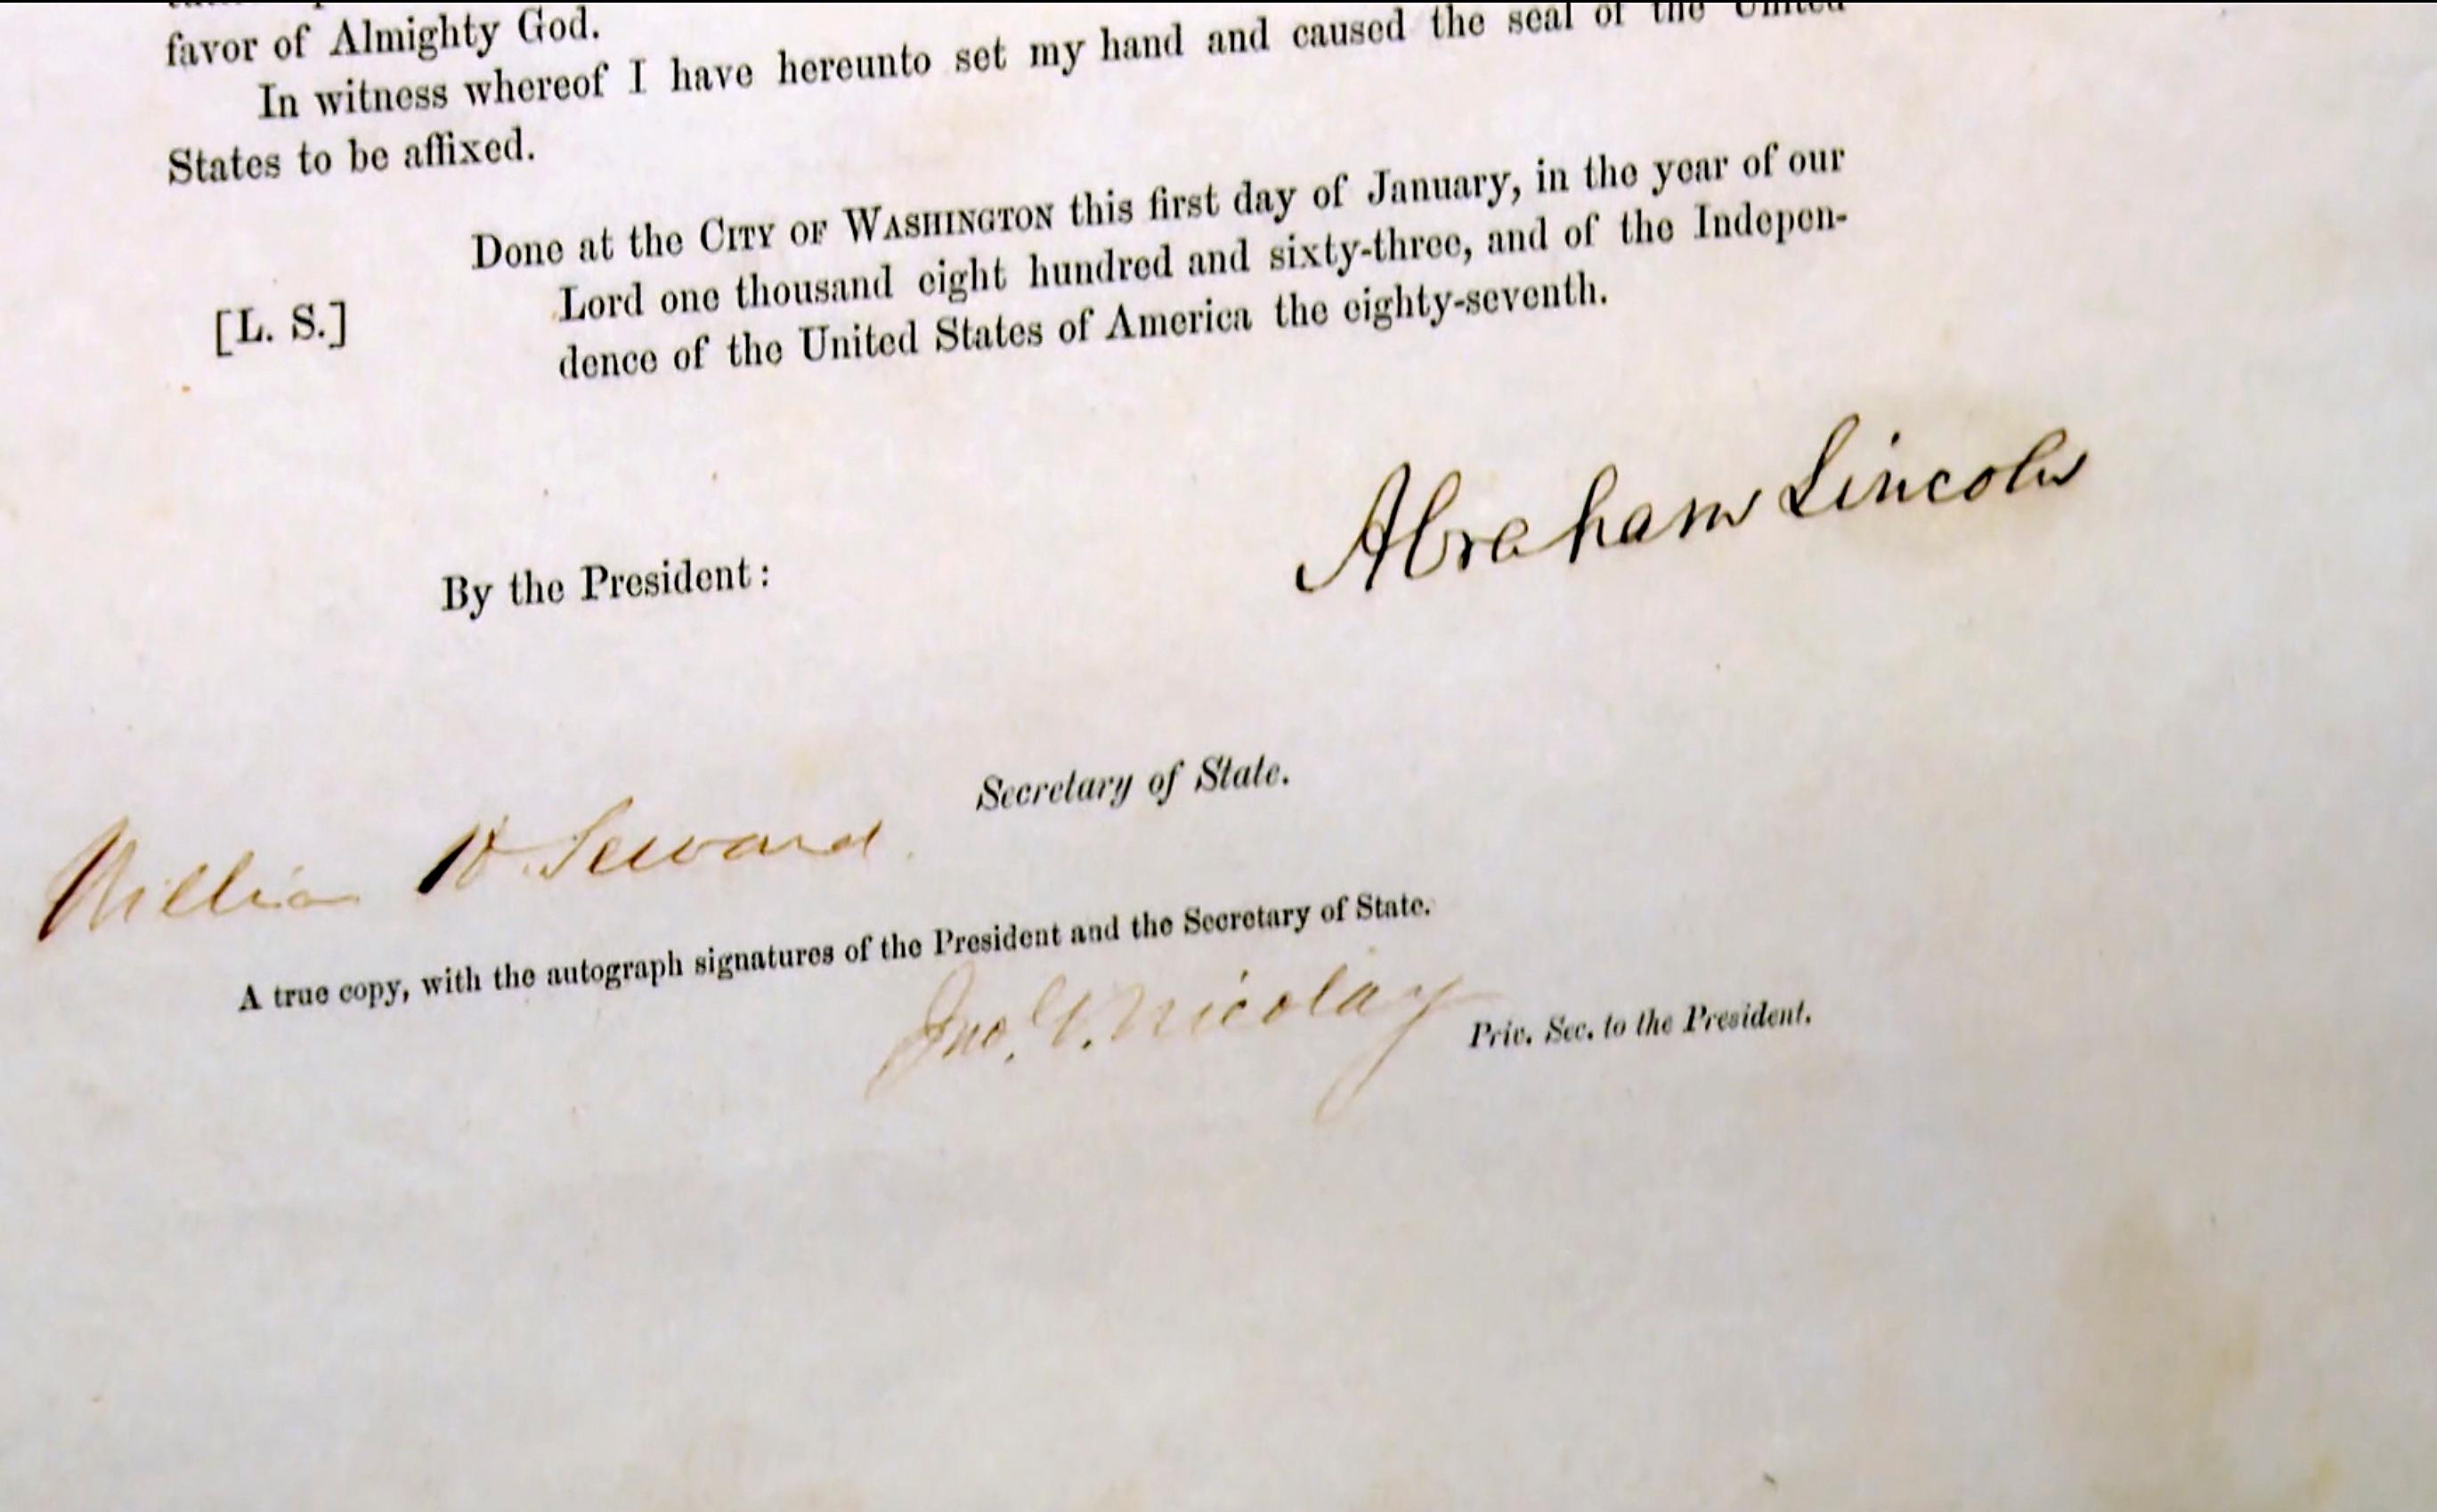 favor of Almighty God.
In witness whereof I have hereunto set my hand and caused the seal of the United
States to be affixed.
Done at the CITY OF WASHINGTON this first day of January, in the year of our
[L. S.] Lord one thousand eight hundred and sixty-three, and of the Indepen-
dence of the United States of America the eighty-seventh.
Abraham Lincoln
By the President:
Secretary of State.
William H. Seward.
A true copy, with the autograph signatures of the President and the Secretary of State.
Jno. G. Nicolay Priv. Sec. to the President.